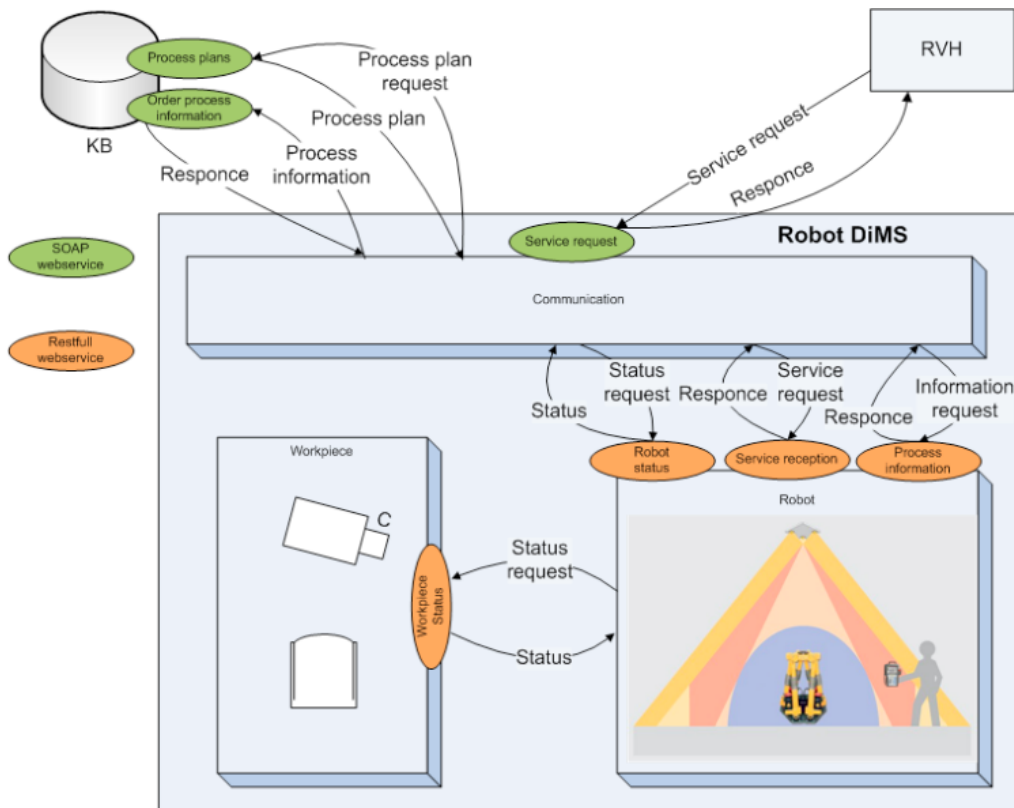 Process plans
Order process
information
KB
Process plan
request
Process plan
Process
information
Responce
RVH
Service request
Responce
SOAP
webservice
Restfull
webservice
Service request
Robot DiMS
Communication
Status
Status
request
Responce
Service
request
Responce
Information
request
Robot
status
Service reception
Process
information
Workpiece
C
Workpiece
Status
Status
request
Status
Robot